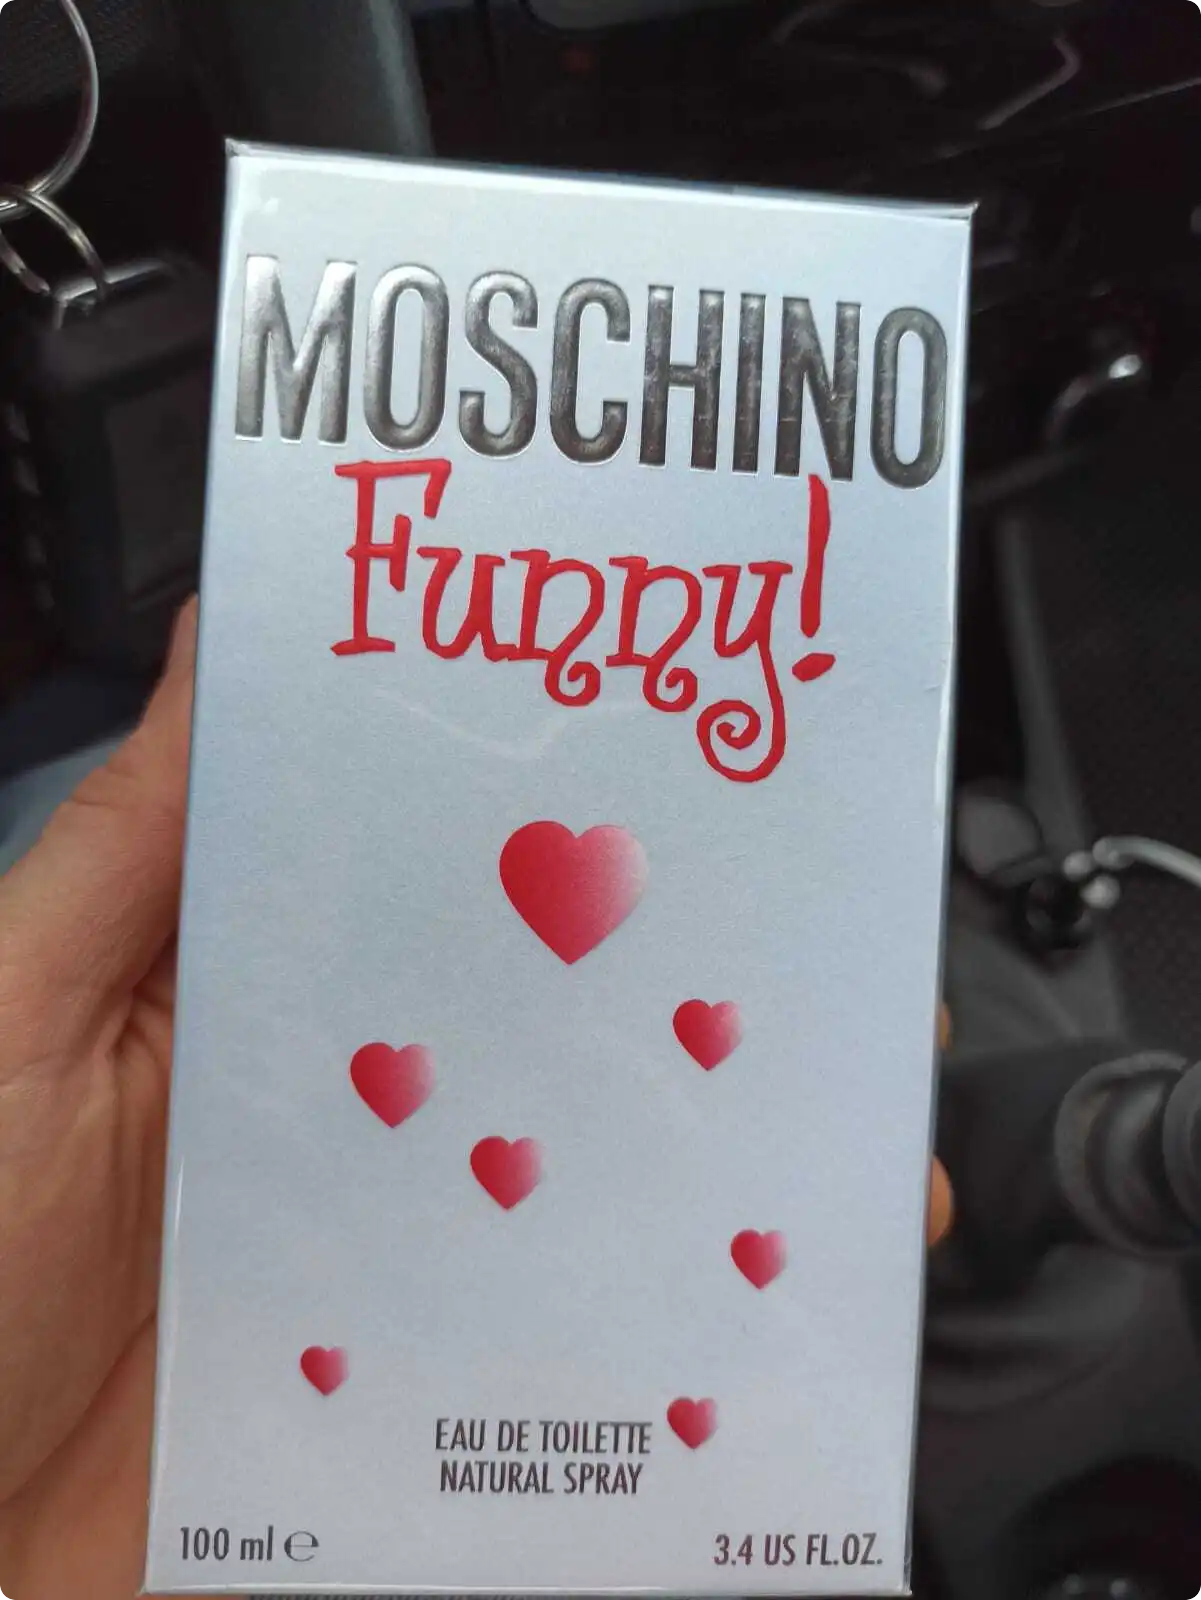 MOSCHINO
Funny!
EAU DE TOILETTE
NATURAL SPRAY
100 ml ℮
3.4 US FL.OZ.